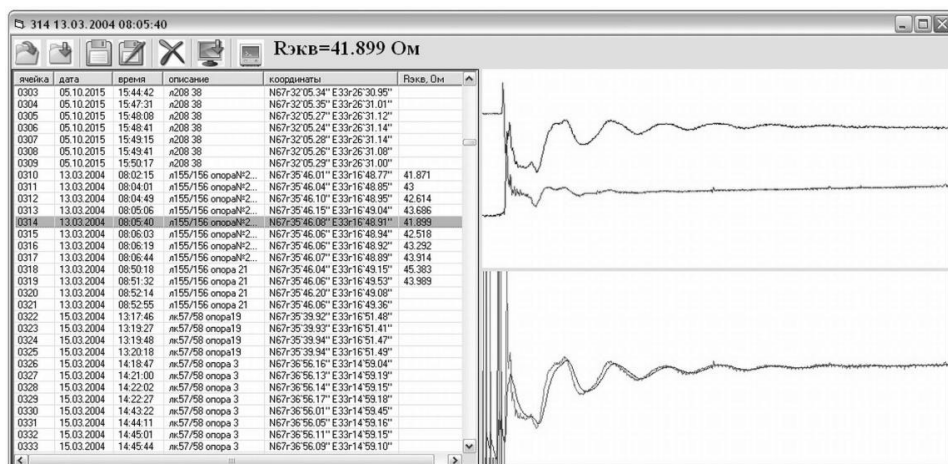 314 13.03.2004 08:05:40
Rэкв=41.899 Ом
ячейка дата время описание координаты Rэкв, Ом
0303 05.10.2015 15:44:42 л208 38 N67г32'05.34" E33г26'30.95"
0304 05.10.2015 15:47:31 л208 38 N67г32'05.35" E33г26'31.01"
0305 05.10.2015 15:48:08 л208 38 N67г32'05.27" E33г26'31.12"
0306 05.10.2015 15:48:41 л208 38 N67г32'05.24" E33г26'31.14"
0307 05.10.2015 15:49:15 л208 38 N67г32'05.28" E33г26'31.14"
0308 05.10.2015 15:49:41 л208 38 N67г32'05.26" E33г26'31.08"
0309 05.10.2015 15:50:17 л208 38 N67г32'05.29" E33г26'31.00"
0310 13.03.2004 08:02:15 л155/156 опора№2... N67г35'46.01" E33г16'48.77" 41.871
0311 13.03.2004 08:04:01 л155/156 опора№2... N67г35'46.04" E33г16'48.85" 43
0312 13.03.2004 08:04:49 л155/156 опора№2... N67г35'46.10" E33г16'48.95" 42.614
0313 13.03.2004 08:05:06 л155/156 опора№2... N67г35'46.15" E33г16'49.04" 43.686
0314 13.03.2004 08:05:40 л155/156 опора№2... N67г35'46.08" E33г16'48.91" 41.899
0315 13.03.2004 08:06:03 л155/156 опора№2... N67г35'46.06" E33г16'48.94" 42.518
0316 13.03.2004 08:06:19 л155/156 опора№2... N67г35'46.06" E33г16'48.92" 43.292
0317 13.03.2004 08:06:44 л155/156 опора№2... N67г35'46.07" E33г16'48.89" 43.914
0318 13.03.2004 08:50:18 л155/156 опора 21 N67г35'46.04" E33г16'49.15" 45.383
0319 13.03.2004 08:51:32 л155/156 опора 21 N67г35'46.06" E33г16'49.53" 43.989
0320 13.03.2004 08:52:14 л155/156 опора 21 N67г35'46.20" E33г16'49.08"
0321 13.03.2004 08:52:55 л155/156 опора 21 N67г35'46.06" E33г16'49.36"
0322 15.03.2004 13:17:46 лк57/58 опора19 N67г35'39.92" E33г16'51.48"
0323 15.03.2004 13:19:27 лк57/58 опора19 N67г35'39.93" E33г16'51.41"
0324 15.03.2004 13:19:48 лк57/58 опора19 N67г35'39.94" E33г16'51.47"
0325 15.03.2004 13:20:18 лк57/58 опора19 N67г35'39.94" E33г16'51.49"
0326 15.03.2004 14:18:47 лк57/58 опора 3 N67г36'56.16" E33г14'59.04"
0327 15.03.2004 14:21:00 лк57/58 опора 3 N67г36'56.13" E33г14'59.19"
0328 15.03.2004 14:22:02 лк57/58 опора 3 N67г36'56.14" E33г14'59.15"
0329 15.03.2004 14:22:27 лк57/58 опора 3 N67г36'56.17" E33г14'59.18"
0330 15.03.2004 14:43:22 лк57/58 опора 3 N67г36'56.01" E33г14'59.45"
0331 15.03.2004 14:44:11 лк57/58 опора 3 N67г36'56.05" E33г14'59.16"
0332 15.03.2004 14:45:01 лк57/58 опора 3 N67г36'56.11" E33г14'59.15"
0333 15.03.2004 14:45:44 лк57/58 опора 3 N67г36'56.09" E33г14'59.10"